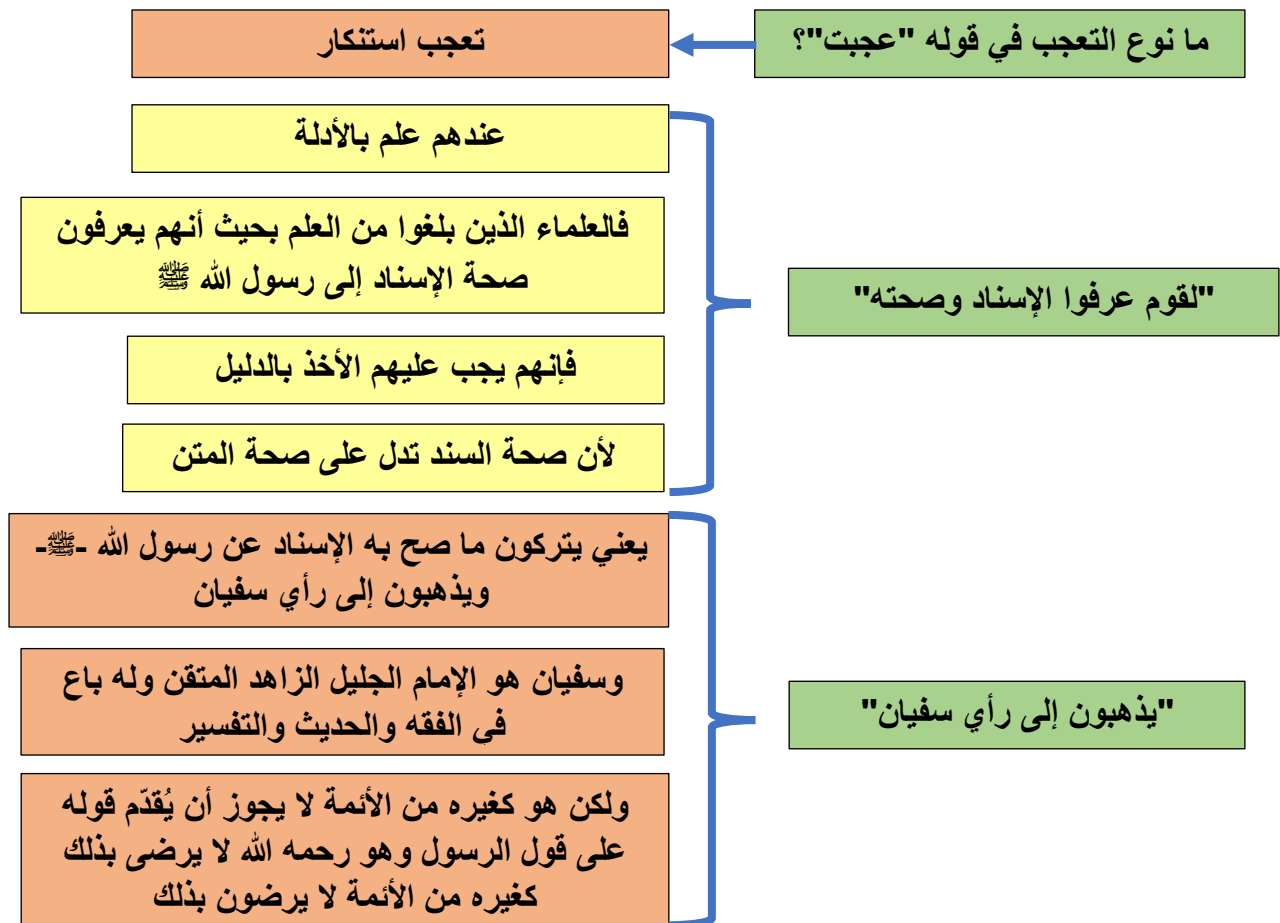 ما نوع التعجب في قوله "عجبت"؟
تعجب استنكار
"لقوم عرفوا الإسناد وصحته"
عندهم علم بالأدلة
فالعلماء الذين بلغوا من العلم بحيث أنهم يعرفون
صحة الإسناد إلى رسول الله ﷺ
فإنهم يجب عليهم الأخذ بالدليل
لأن صحة السند تدل على صحة المتن
"يذهبون إلى رأي سفيان"
يعني يتركون ما صح به الإسناد عن رسول الله -ﷺ-
ويذهبون إلى رأي سفيان
وسفيان هو الإمام الجليل الزاهد المتقن وله باع
في الفقه والحديث والتفسير
ولكن هو كغيره من الأئمة لا يجوز أن يُقدّم قوله
على قول الرسول وهو رحمه الله لا يرضى بذلك
كغيره من الأئمة لا يرضون بذلك